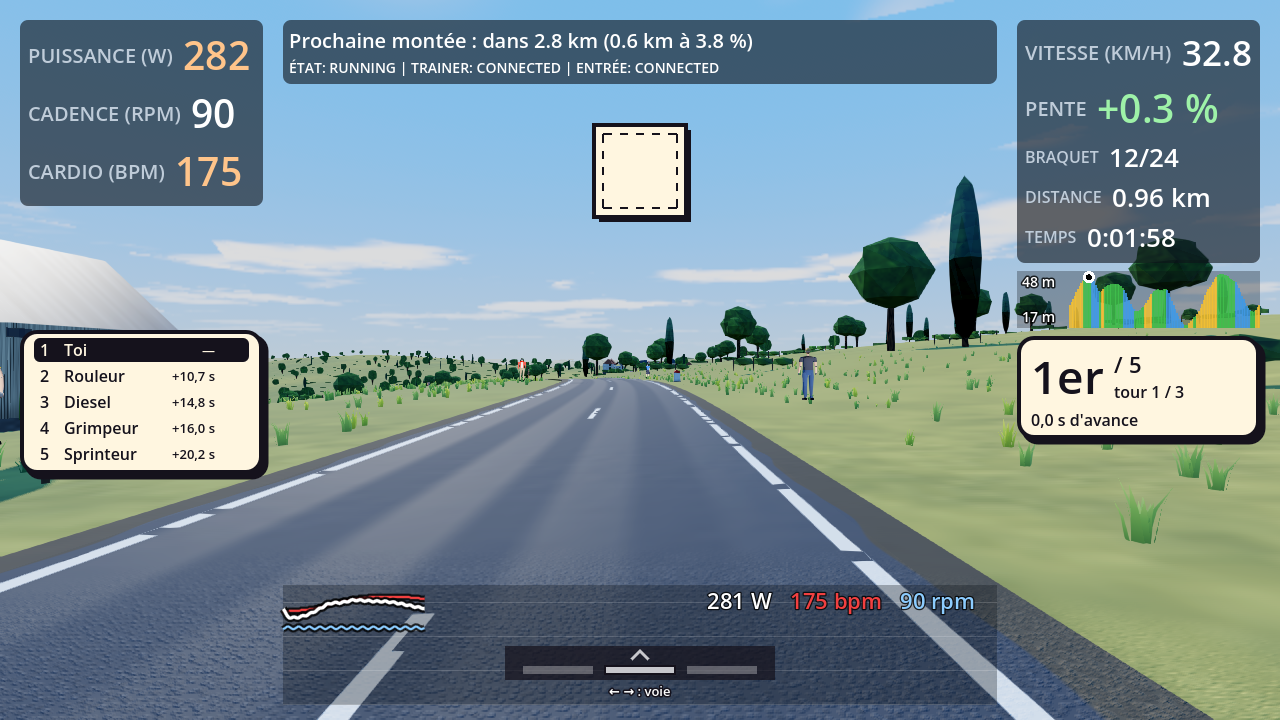 PUISSANCE (W) 282
CADENCE (RPM) 90
CARDIO (BPM) 175
Prochaine montée : dans 2.8 km (0.6 km à 3.8 %)
ÉTAT: RUNNING | TRAINER: CONNECTED | ENTRÉE: CONNECTED
VITESSE (KM/H) 32.8
PENTE +0.3 %
BRAQUET 12/24
DISTANCE 0.96 km
TEMPS 0:01:58
48 m
17 m
1 Toi —
2 Rouleur +10,7 s
3 Diesel +14,8 s
4 Grimpeur +16,0 s
5 Sprinteur +20,2 s
1er / 5
tour 1 / 3
0,0 s d'avance
281 W 175 bpm 90 rpm
← → : voie